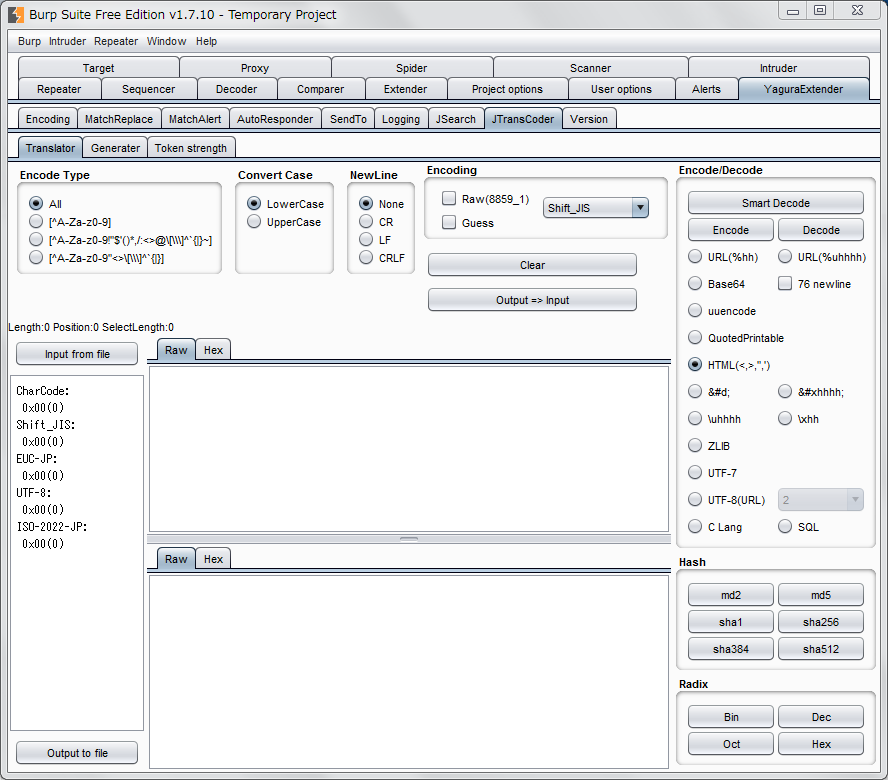 Burp Suite Free Edition v1.7.10 - Temporary Project
Burp Intruder Repeater Window Help
Target Proxy Spider Scanner Intruder
Repeater Sequencer Decoder Comparer Extender Project options User options Alerts YaguraExtender
Encoding MatchReplace MatchAlert AutoResponder SendTo Logging JSearch JTransCoder Version
Translator Generater Token strength
Encode Type
All
[^A-Za-z0-9]
[^A-Za-z0-9!"$'()*,/:<>@\[\\\]^`{|}~]
[^A-Za-z0-9"<>\[\\\]^`{|}]
Convert Case
LowerCase
UpperCase
NewLine
None
CR
LF
CRLF
Encoding
Raw(8859_1)
Guess
Shift_JIS
Clear
Output => Input
Encode/Decode
Smart Decode
Encode Decode
URL(%hh) URL(%uhhhh)
Base64 76 newline
uuencode
QuotedPrintable
HTML(<,>,",')
&#d; &#xhhhh;
\uhhhh \xhh
ZLIB
UTF-7
UTF-8(URL) 2
C Lang SQL
Length:0 Position:0 SelectLength:0
Input from file
Raw Hex
CharCode:
0x00(0)
Shift_JIS:
0x00(0)
EUC-JP:
0x00(0)
UTF-8:
0x00(0)
ISO-2022-JP:
0x00(0)
Raw Hex
Output to file
Hash
md2 md5
sha1 sha256
sha384 sha512
Radix
Bin Dec
Oct Hex